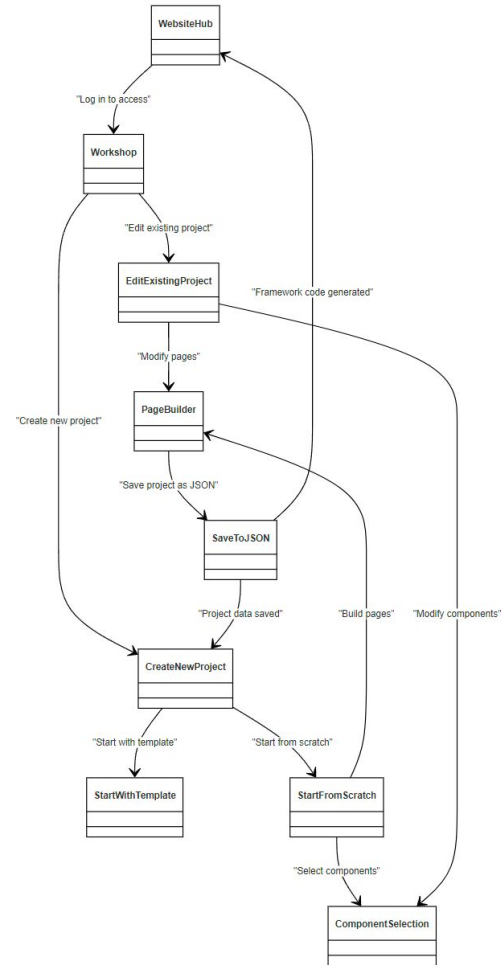 WebsiteHub
"Log in to access"
Workshop
"Edit existing project"
EditExistingProject
"Framework code generated"
"Modify pages"
PageBuilder
"Create new project"
"Save project as JSON"
SaveToJSON
"Project data saved"
"Build pages"
"Modify components"
CreateNewProject
"Start with template"
"Start from scratch"
StartWithTemplate
StartFromScratch
"Select components"
ComponentSelection